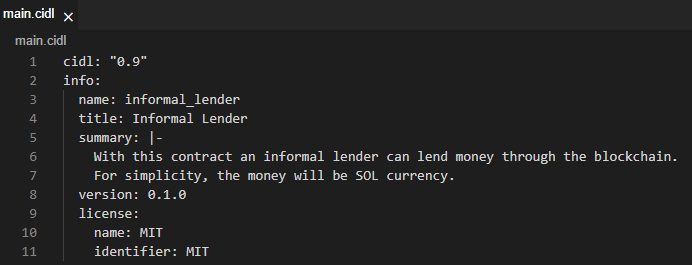 main.cidl ×
main.cidl
1 cidl: "0.9"
2 info:
3   name: informal_lender
4   title: Informal Lender
5   summary: |-
6     With this contract an informal lender can lend money through the blockchain.
7     For simplicity, the money will be SOL currency.
8   version: 0.1.0
9   license:
10     name: MIT
11     identifier: MIT